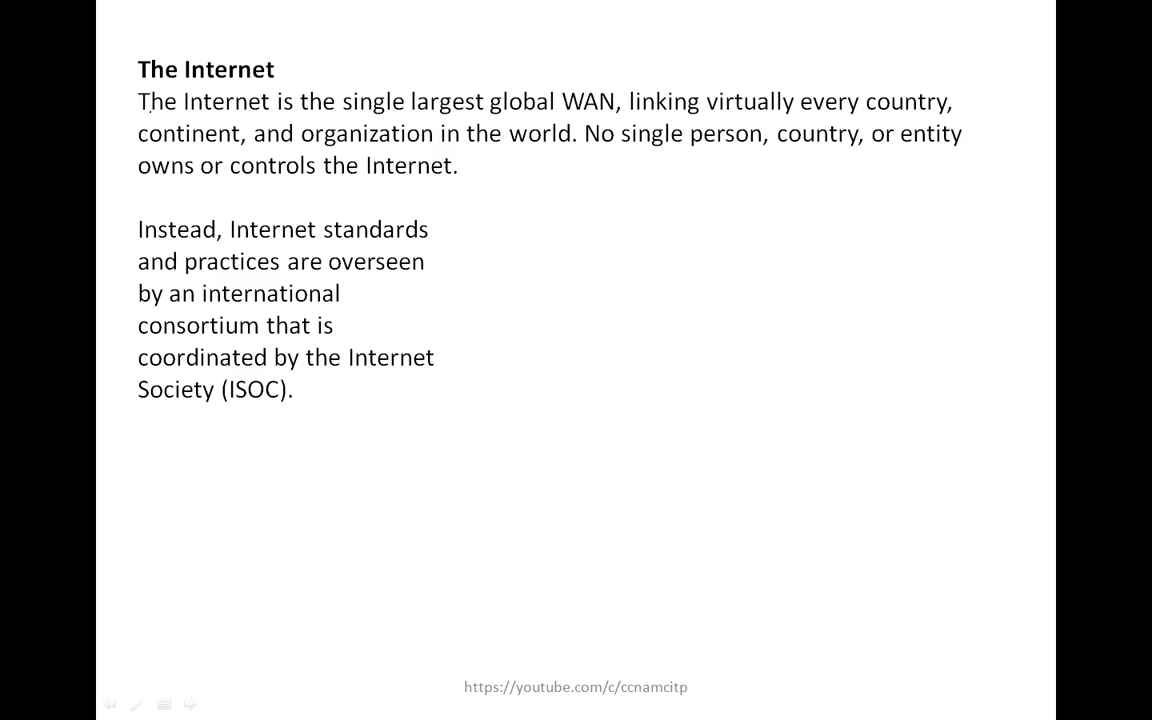 The Internet
The Internet is the single largest global WAN, linking virtually every country,
continent, and organization in the world. No single person, country, or entity
owns or controls the Internet.
Instead, Internet standards
and practices are overseen
by an international
consortium that is
coordinated by the Internet
Society (ISOC).
https://youtube.com/c/ccnamcitp